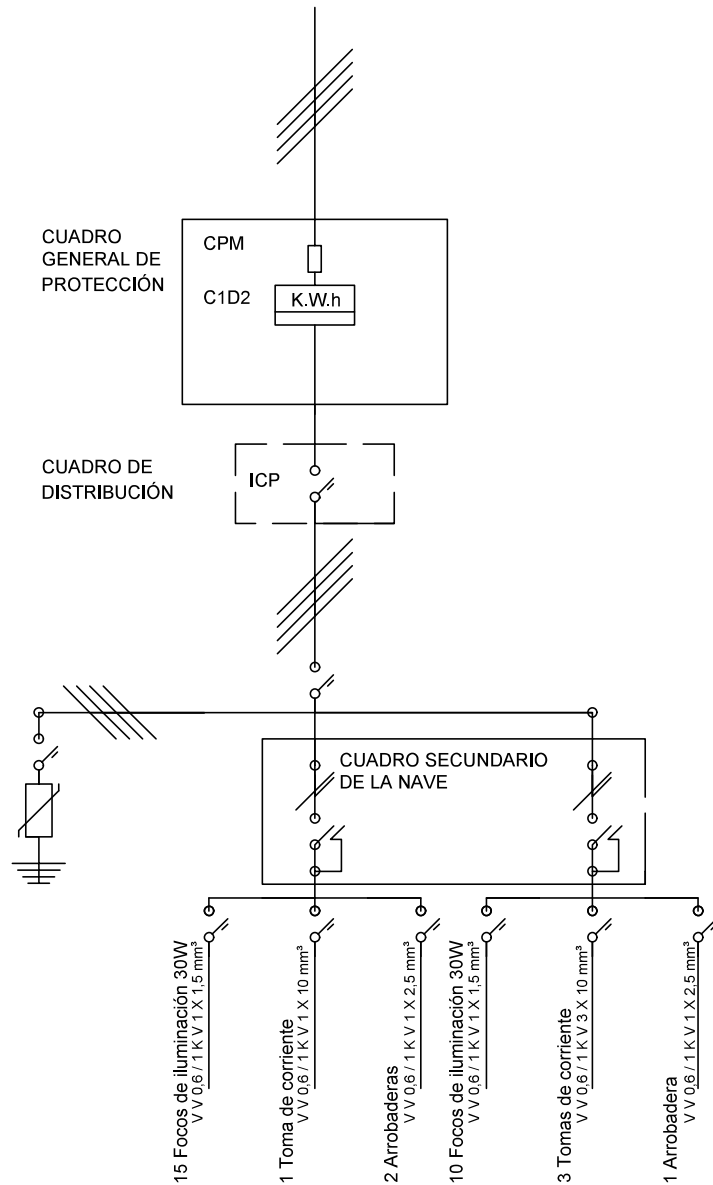 CUADRO
GENERAL DE
PROTECCIÓN
CPM
C1D2
K.W.h
CUADRO DE
DISTRIBUCIÓN
ICP
CUADRO SECUNDARIO
DE LA NAVE
15 Focos de iluminación 30W
V V 0,6 / 1 K V 1 X 1,5 mm³
1 Toma de corriente
V V 0,6 / 1 K V 1 X 10 mm³
2 Arrobaderas
V V 0,6 / 1 K V 1 X 2,5 mm³
10 Focos de iluminación 30W
V V 0,6 / 1 K V 1 X 1,5 mm³
3 Tomas de corriente
V V 0,6 / 1 K V 3 X 10 mm³
1 Arrobadera
V V 0,6 / 1 K V 1 X 2,5 mm³